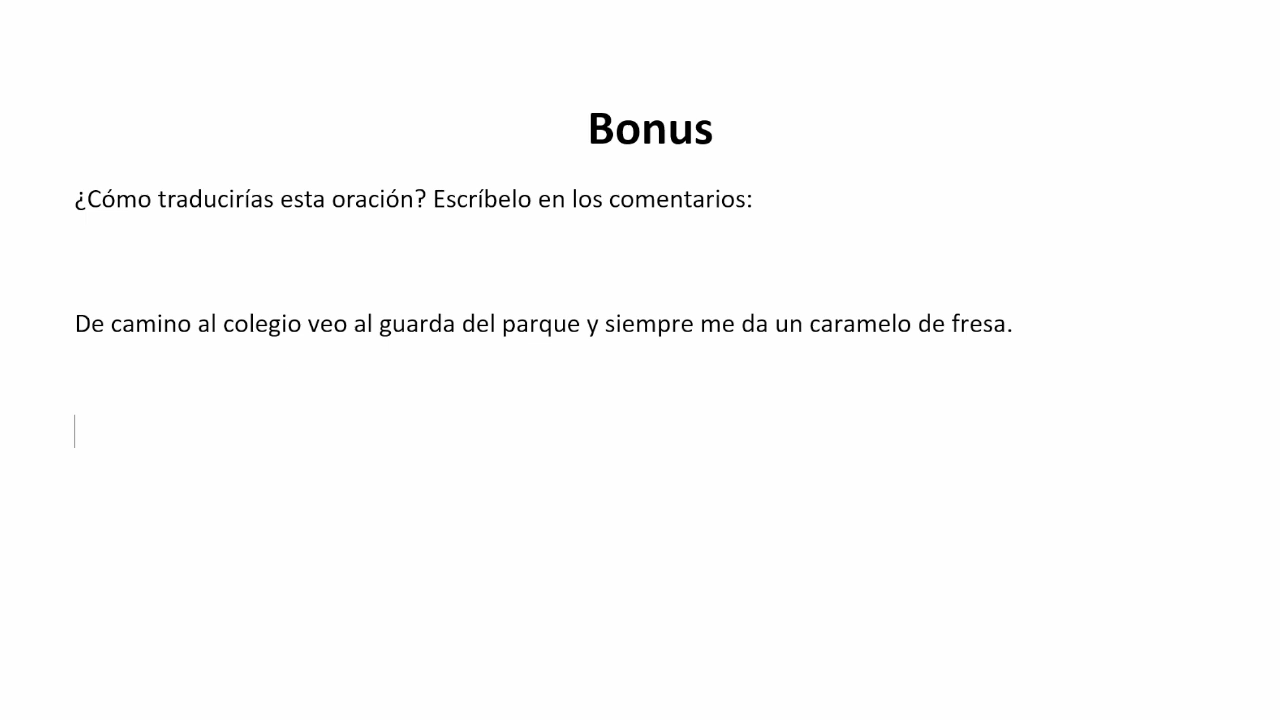 Bonus
¿Cómo traducirías esta oración? Escríbelo en los comentarios:
De camino al colegio veo al guarda del parque y siempre me da un caramelo de fresa.